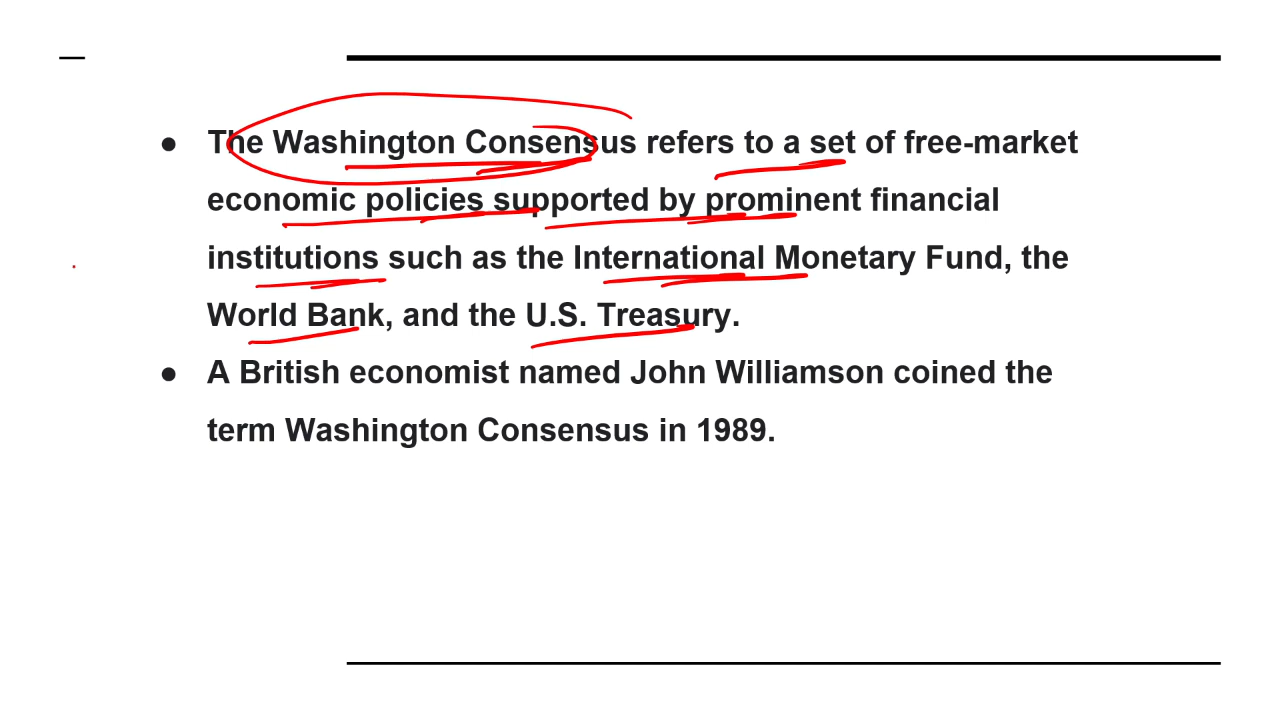 ● The Washington Consensus refers to a set of free-market
economic policies supported by prominent financial
institutions such as the International Monetary Fund, the
World Bank, and the U.S. Treasury.
● A British economist named John Williamson coined the
term Washington Consensus in 1989.